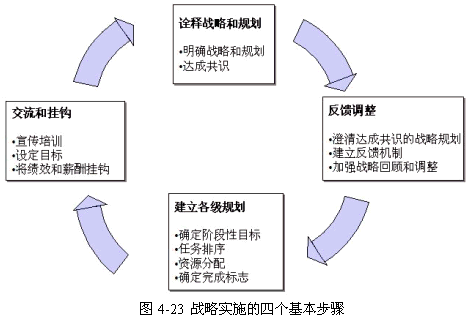 诠释战略和规划
•明确战略和规划
•达成共识
反馈调整
•澄清达成共识的战略规划
•建立反馈机制
•加强战略回顾和调整
建立各级规划
•确定阶段性目标
•任务排序
•资源分配
•确定完成标志
交流和挂钩
•宣传培训
•设定目标
•将绩效和薪酬挂钩
图 4-23 战略实施的四个基本步骤